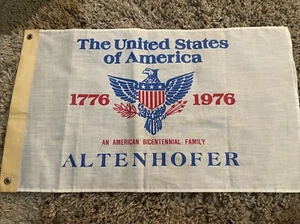 The United States
of America
1776 1976
AN AMERICAN BICENTENNIAL FAMILY
ALTENHOFER